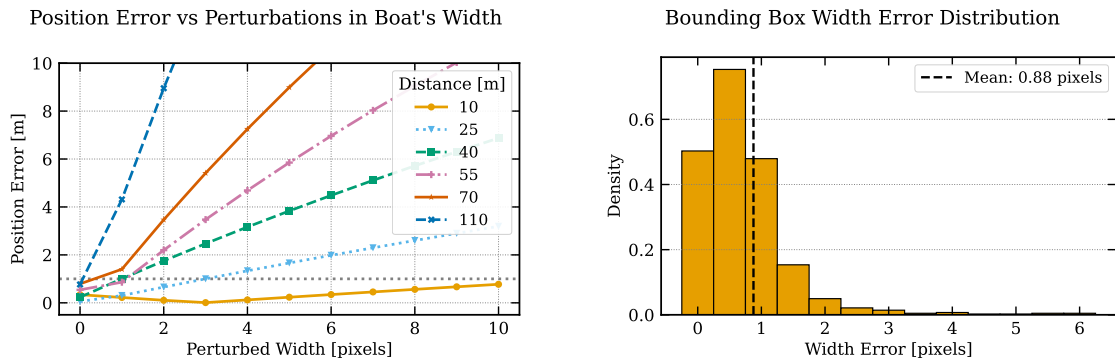 Position Error vs Perturbations in Boat's Width
10
8
6
4
2
0
Position Error [m]
0 2 4 6 8 10
Perturbed Width [pixels]
Distance [m]
10
25
40
55
70
110
Bounding Box Width Error Distribution
0.6
0.4
0.2
0.0
Density
0 1 2 3 4 5 6
Width Error [pixels]
Mean: 0.88 pixels